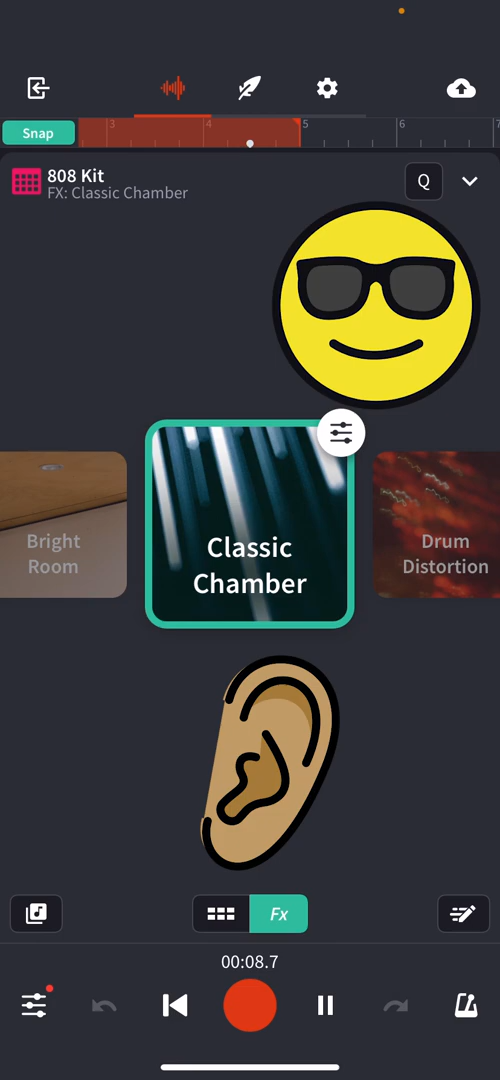 Snap
3
4
5
6
7
808 Kit
FX: Classic Chamber
Q
Bright
Room
Classic
Chamber
Drum
Distortion
Fx
00:08.7